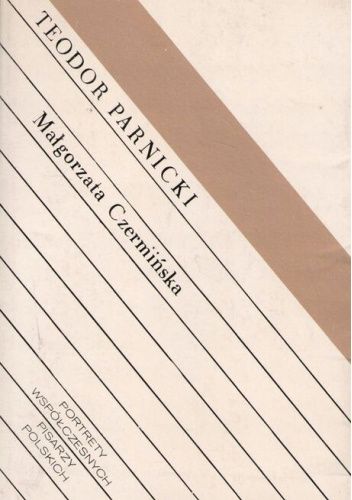 TEODOR PARNICKI
Małgorzata Czermińska
PORTRETY
WSPÓŁCZESNYCH
PISARZY
POLSKICH